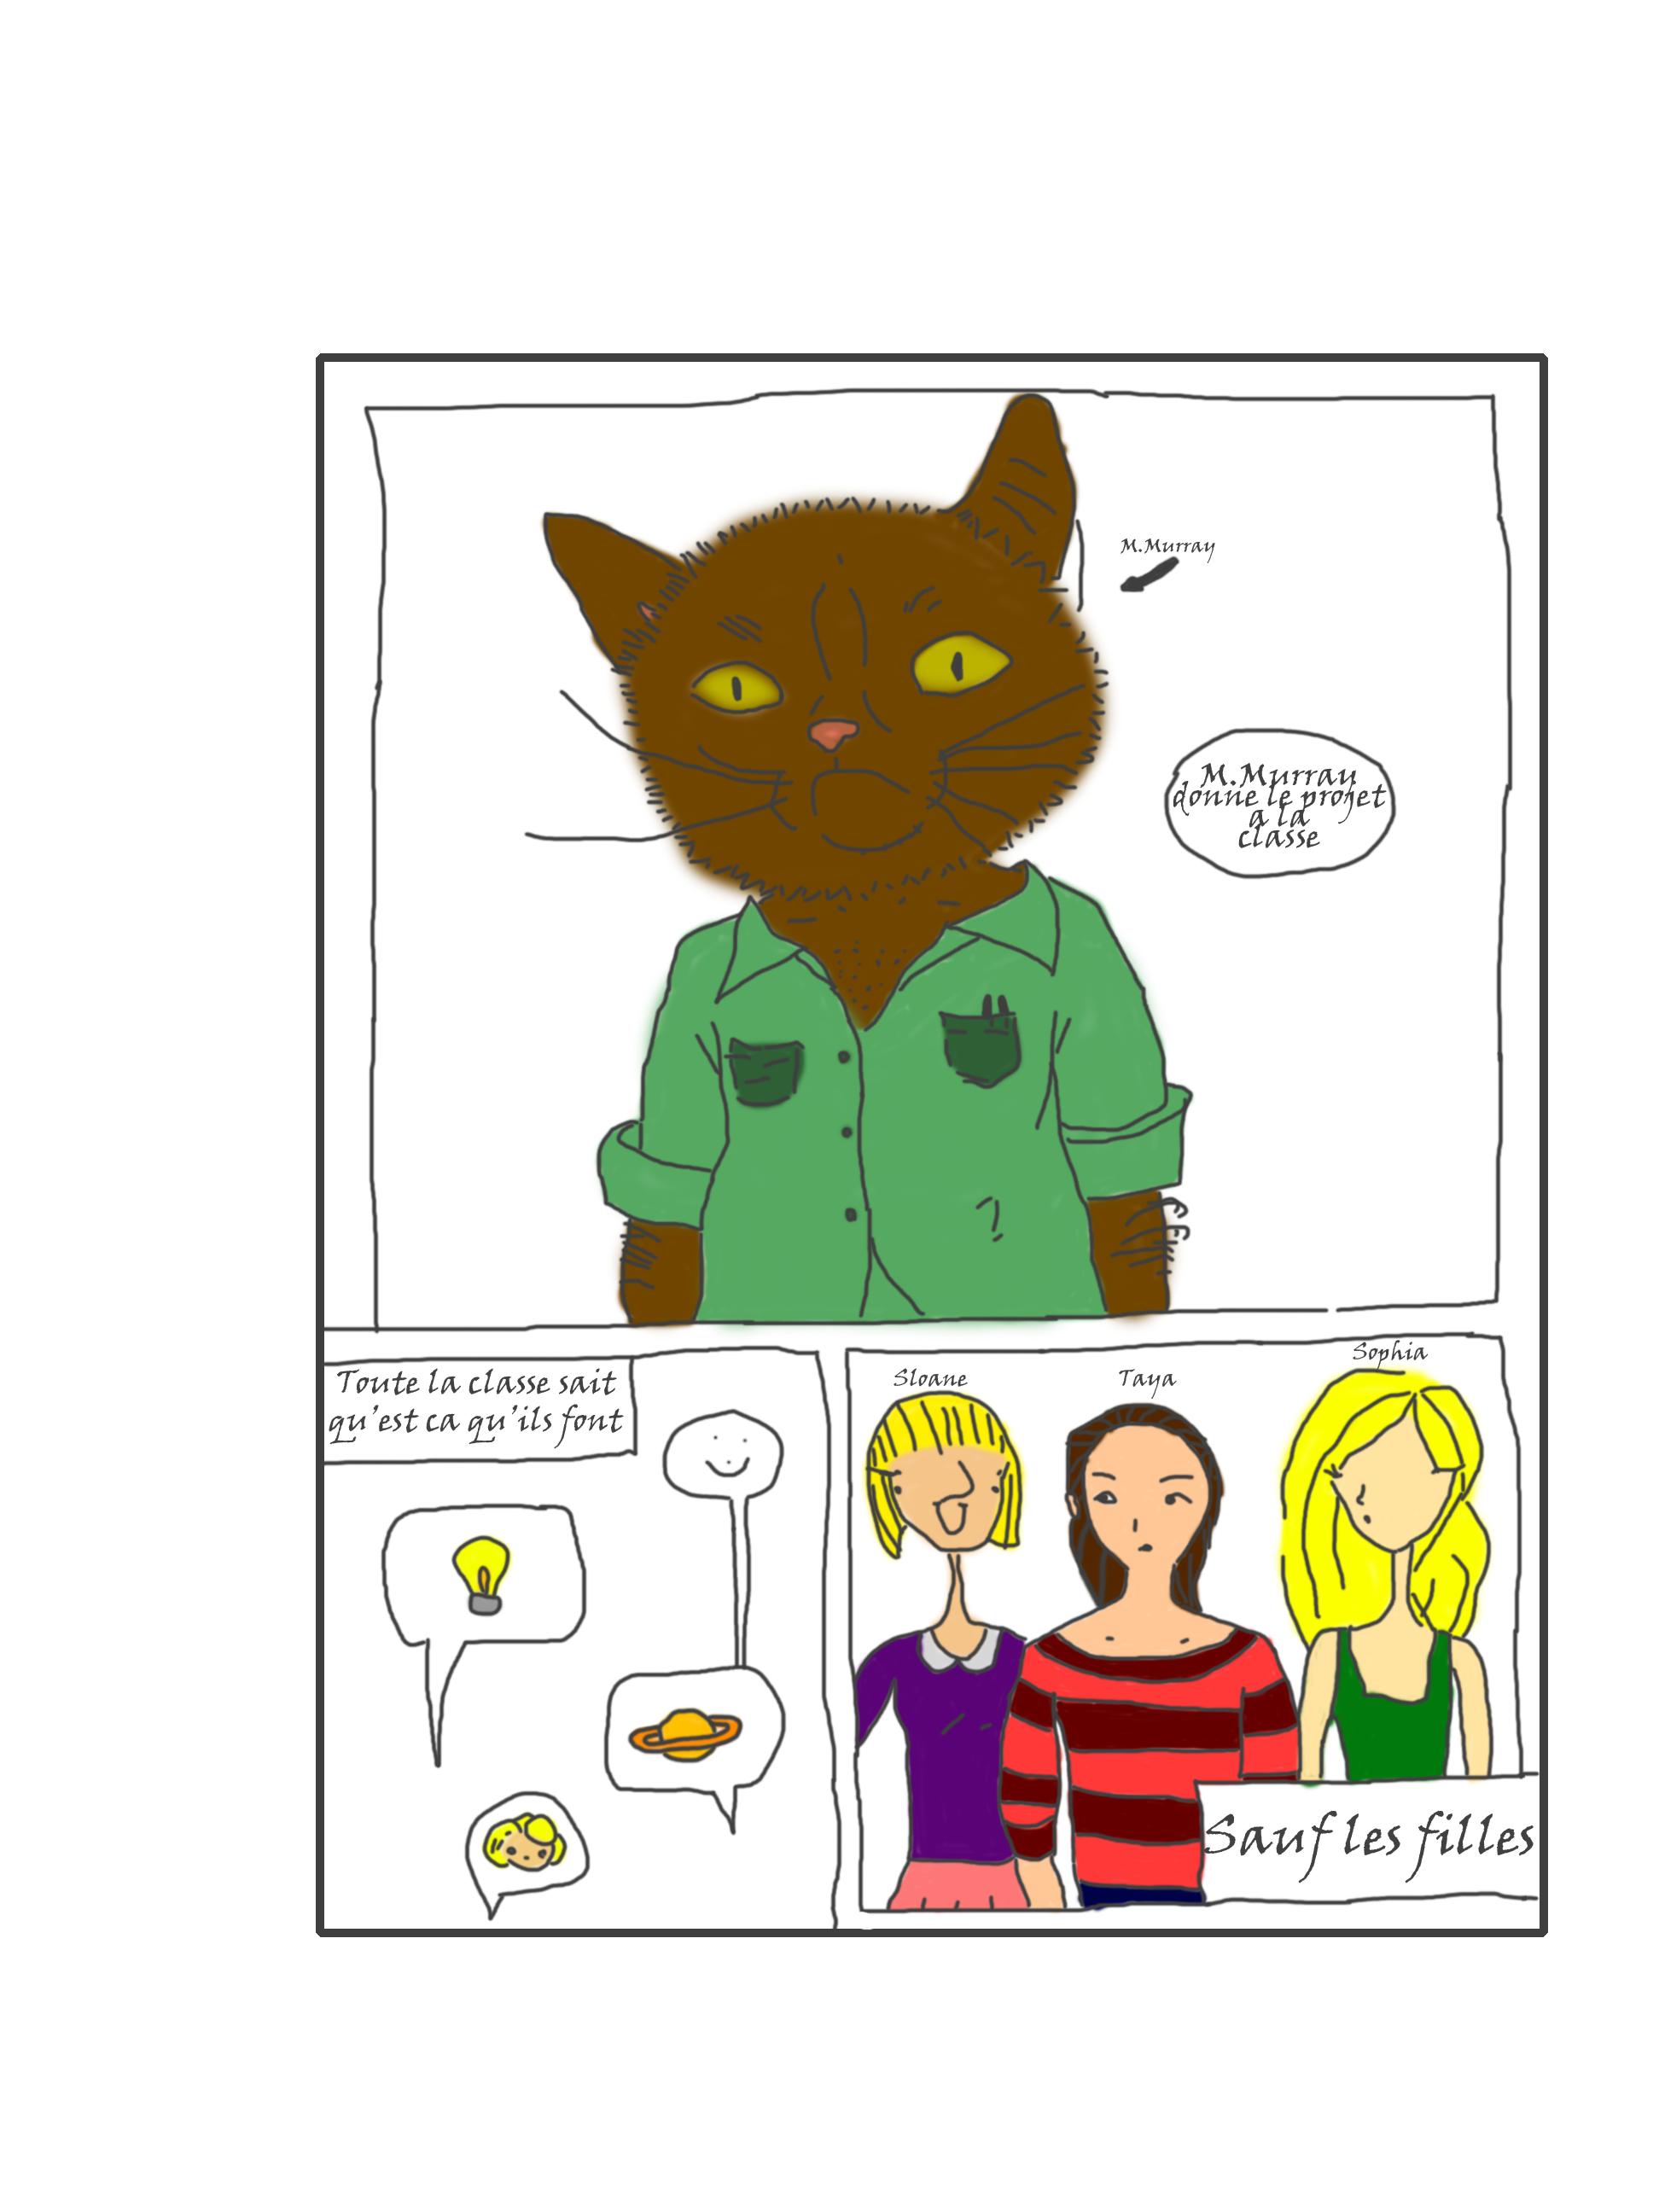 M.Murray
M.Murray
donne le projet
a la
classe
Toute la classe sait
qu'est ca qu'ils font
Sloane
Taya
Sophia
Sauf les filles